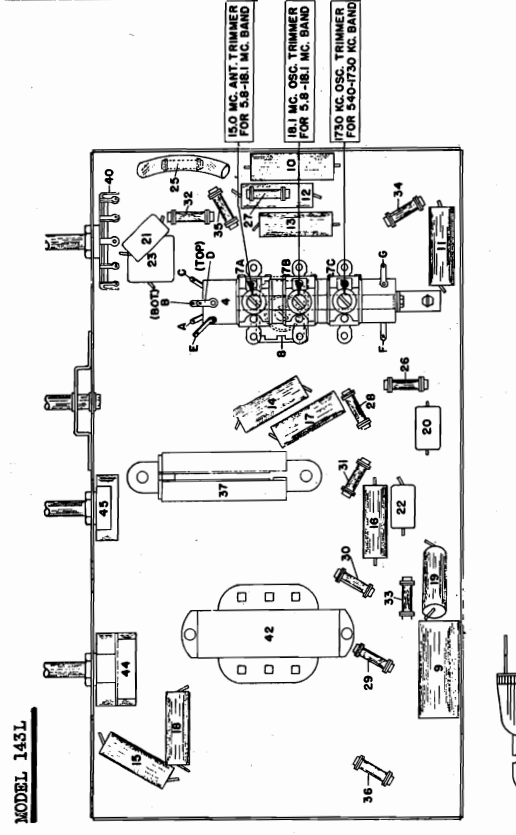 MODEL 143L
15.0 MC. ANT. TRIMMER
FOR 5.8-18.1 MC. BAND
18.1 MC. OSC. TRIMMER
FOR 5.8-18.1 MC. BAND
1730 KC. OSC. TRIMMER
FOR 540-1730 KC. BAND
40
25
32
35
27
10
12
13
34
11
21
23
C
(TOP)
D
(BOT)
B
4
A
E
7A
7B
7C
8
G
F
26
14
17
28
20
37
31
16
22
45
30
33
19
42
29
9
44
18
15
36